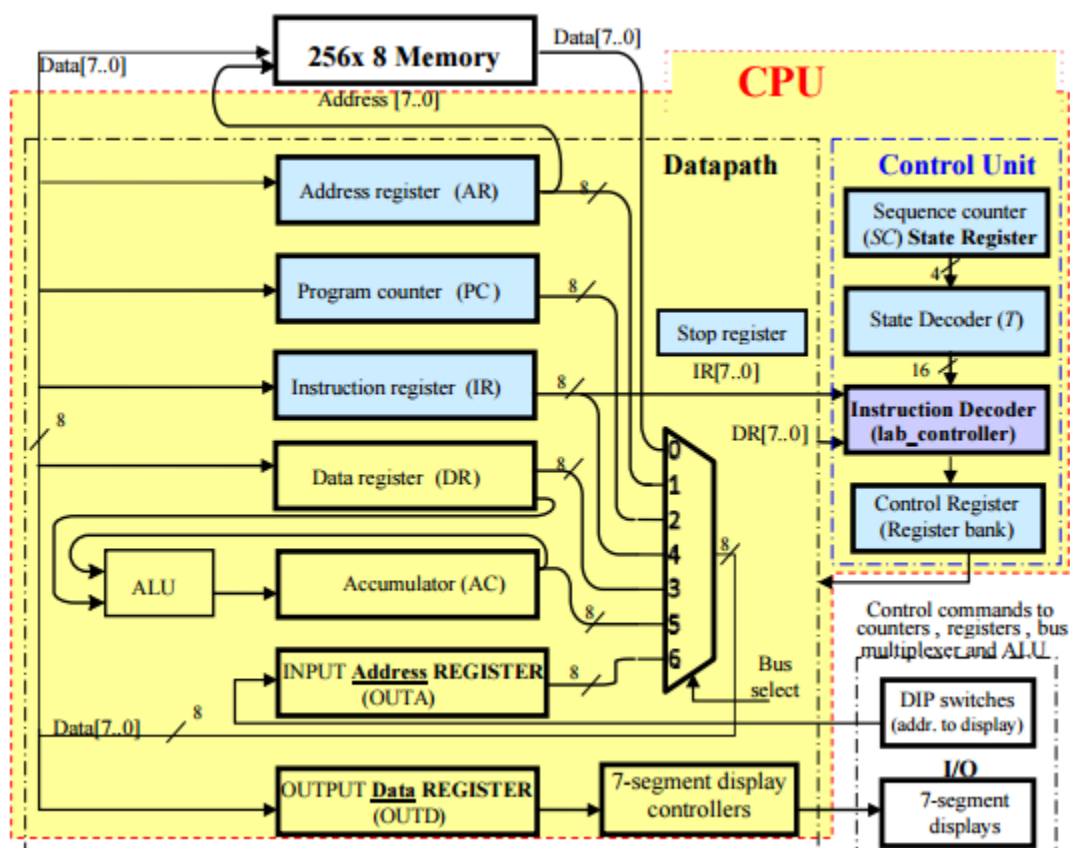 256x 8 Memory
Data[7..0]
Data[7..0]
CPU
Address [7..0]
Datapath
Control Unit
Address register (AR)
8
Sequence counter
(SC) State Register
4
Program counter (PC)
8
Stop register
State Decoder (T)
16
Instruction register (IR)
8
IR[7..0]
Instruction Decoder
(lab_controller)
DR[7..0]
8
Data register (DR)
8
0
1
2
4
3
5
6
8
Control Register
(Register bank)
ALU
Accumulator (AC)
8
Control commands to
counters , registers , bus
multiplexer and ALU
INPUT Address REGISTER
(OUTA)
8
Bus
select
DIP switches
(addr. to display)
Data[7..0]
8
I/O
OUTPUT Data REGISTER
(OUTD)
7-segment display
controllers
7-segment
displays